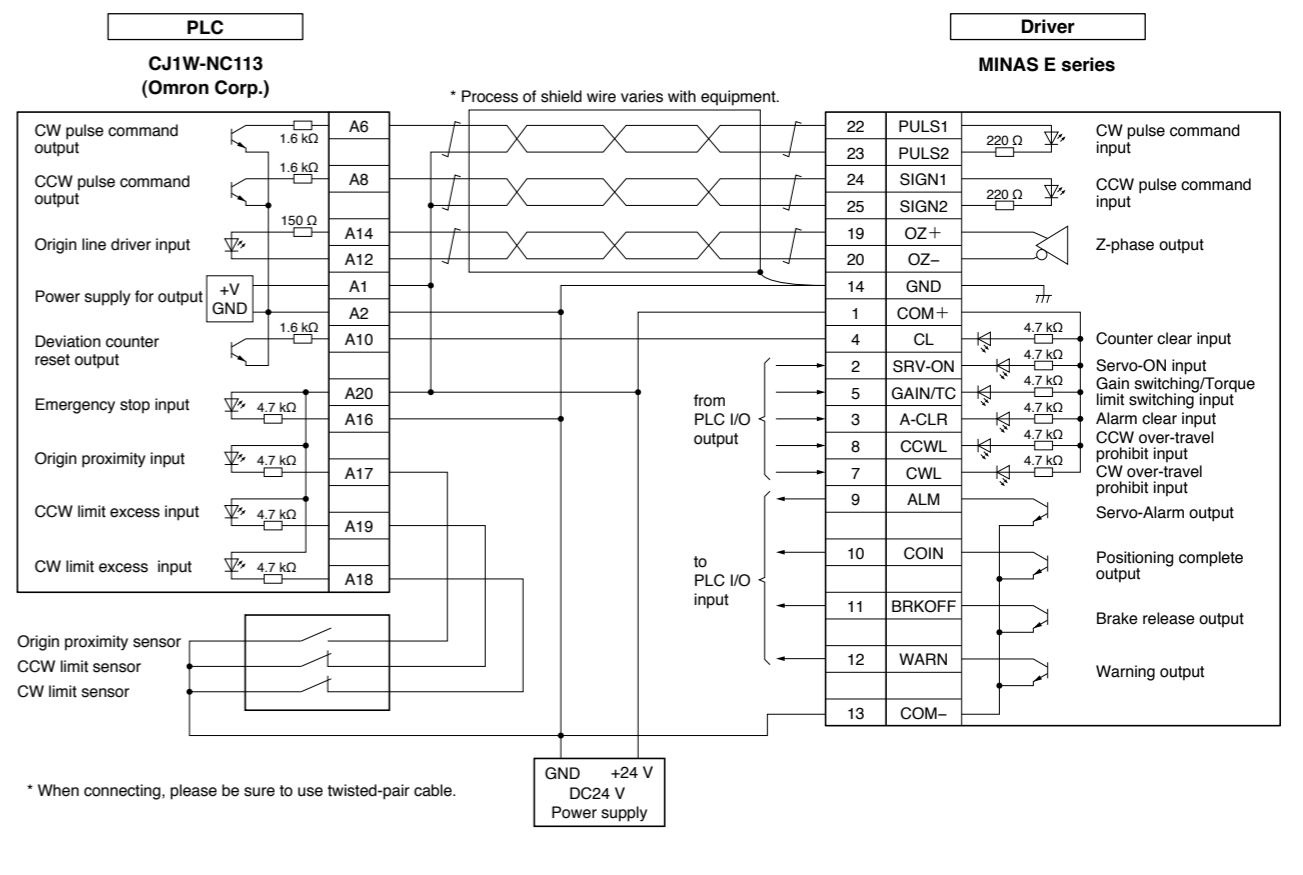 PLC
CJ1W-NC113
(Omron Corp.)
Driver
MINAS E series
* Process of shield wire varies with equipment.
CW pulse command
output
1.6 kΩ
A6
CCW pulse command
output
1.6 kΩ
A8
Origin line driver input
150 Ω
A14
A12
Power supply for output
+V
GND
A1
A2
Deviation counter
reset output
1.6 kΩ
A10
Emergency stop input
4.7 kΩ
A20
A16
Origin proximity input
4.7 kΩ
A17
CCW limit excess input
4.7 kΩ
A19
CW limit excess input
4.7 kΩ
A18
Origin proximity sensor
CCW limit sensor
CW limit sensor
from
PLC I/O
output
to
PLC I/O
input
22 PULS1
23 PULS2
220 Ω
CW pulse command
input
24 SIGN1
25 SIGN2
220 Ω
CCW pulse command
input
19 OZ+
20 OZ−
Z-phase output
14 GND
1 COM+
4 CL
4.7 kΩ
Counter clear input
2 SRV-ON
4.7 kΩ
Servo-ON input
5 GAIN/TC
4.7 kΩ
Gain switching/Torque
limit switching input
3 A-CLR
4.7 kΩ
Alarm clear input
8 CCWL
4.7 kΩ
CCW over-travel
prohibit input
7 CWL
4.7 kΩ
CW over-travel
prohibit input
9 ALM
Servo-Alarm output
10 COIN
Positioning complete
output
11 BRKOFF
Brake release output
12 WARN
Warning output
13 COM−
GND +24 V
DC24 V
Power supply
* When connecting, please be sure to use twisted-pair cable.